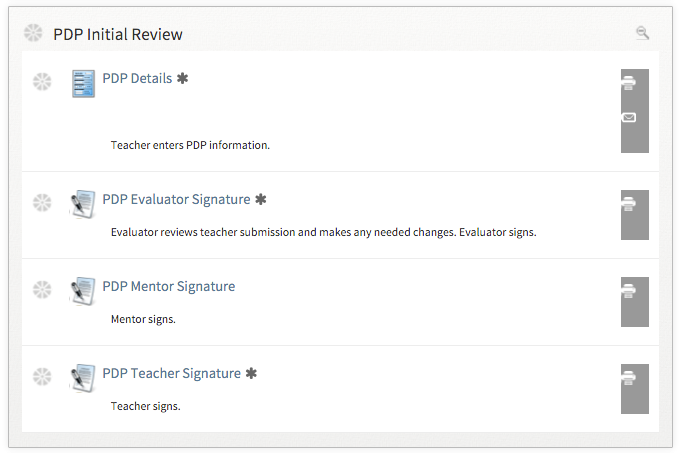 PDP Initial Review
PDP Details ✱
Teacher enters PDP information.
PDP Evaluator Signature ✱
Evaluator reviews teacher submission and makes any needed changes. Evaluator signs.
PDP Mentor Signature
Mentor signs.
PDP Teacher Signature ✱
Teacher signs.